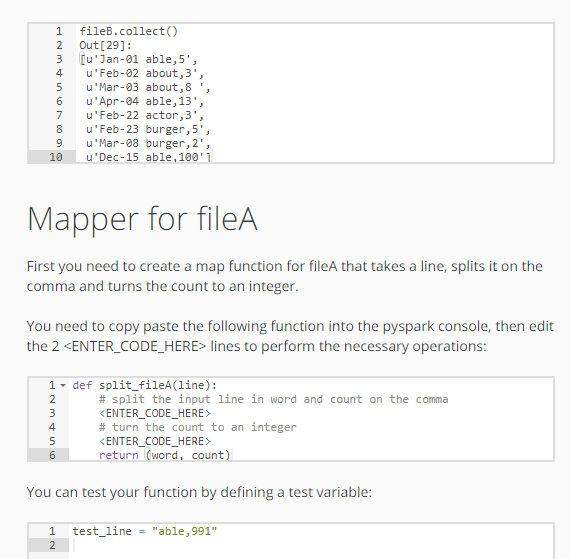 1 fileB.collect()
2 Out[29]:
3 [u'Jan-01 able,5',
4 u'Feb-02 about,3',
5 u'Mar-03 about,8 ',
6 u'Apr-04 able,13',
7 u'Feb-22 actor,3',
8 u'Feb-23 burger,5',
9 u'Mar-08 burger,2',
10 u'Dec-15 able,100']
Mapper for fileA
First you need to create a map function for fileA that takes a line, splits it on the
comma and turns the count to an integer.
You need to copy paste the following function into the pyspark console, then edit
the 2 <ENTER_CODE_HERE> lines to perform the necessary operations:
1 def split_fileA(line):
2 # split the input line in word and count on the comma
3 <ENTER_CODE_HERE>
4 # turn the count to an integer
5 <ENTER_CODE_HERE>
6 return (word, count)
You can test your function by defining a test variable:
1 test_line = "able,991"
2